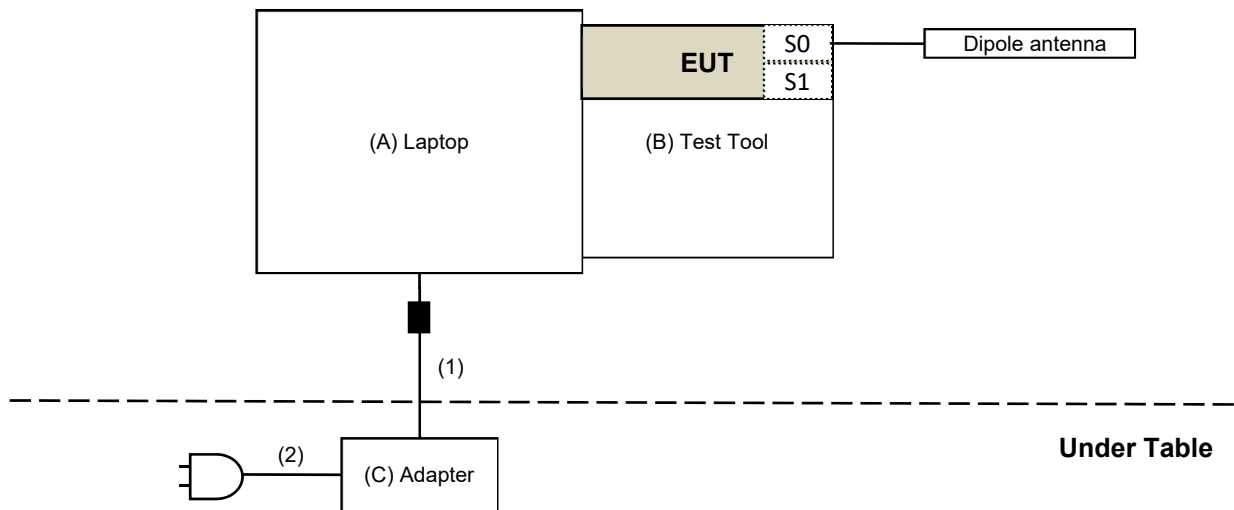 EUT
S0
Dipole antenna
S1
(A) Laptop
(B) Test Tool
(1)
Under Table
(2)
(C) Adapter